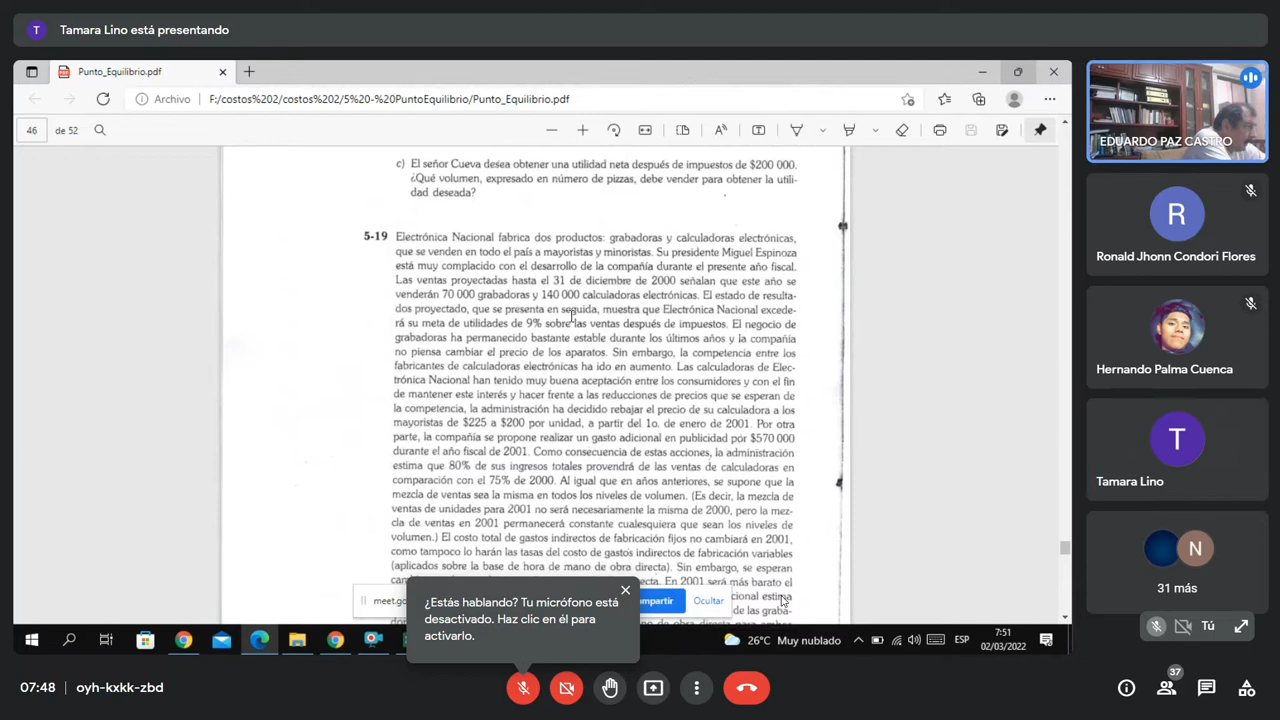 T Tamara Lino está presentando
Punto_Equilibrio.pdf
Archivo F:/costos%202/costos%202/5%20-%20PuntoEquilibrio/Punto_Equilibrio.pdf
46 de 52
c) El señor Cueva desea obtener una utilidad neta después de impuestos de $200 000.
¿Qué volumen, expresado en número de pizzas, debe vender para obtener la utili-
dad deseada?
5-19 Electrónica Nacional fabrica dos productos: grabadoras y calculadoras electrónicas,
que se venden en todo el país a mayoristas y minoristas. Su presidente Miguel Espinoza
está muy complacido con el desarrollo de la compañía durante el presente año fiscal.
Las ventas proyectadas hasta el 31 de diciembre de 2000 señalan que este año se
venderán 70 000 grabadoras y 140 000 calculadoras electrónicas. El estado de resulta-
dos proyectado, que se presenta en seguida, muestra que Electrónica Nacional excede-
rá su meta de utilidades de 9% sobre las ventas después de impuestos. El negocio de
grabadoras ha permanecido bastante estable durante los últimos años y la compañía
no piensa cambiar el precio de los aparatos. Sin embargo, la competencia entre los
fabricantes de calculadoras electrónicas ha ido en aumento. Las calculadoras de Elec-
trónica Nacional han tenido muy buena aceptación entre los consumidores y con el fin
de mantener este interés y hacer frente a las reducciones de precios que se esperan de
la competencia, la administración ha decidido rebajar el precio de su calculadora a los
mayoristas de $225 a $200 por unidad, a partir del 1o. de enero de 2001. Por otra
parte, la compañía se propone realizar un gasto adicional en publicidad pór $570 000
durante el año fiscal de 2001. Como consecuencia de estas acciones, la administración
estima que 80% de sus ingresos totales provendrá de las ventas de calculadoras en
comparación con el 75% de 2000. Al igual que en años anteriores, se supone que la
mezcla de ventas sea la misma en todos los niveles de volumen. (Es decir, la mezcla de
ventas de unidades para 2001 no será necesariamente la misma de 2000, pero la mez-
cla de ventas en 2001 permanecerá constante cualesquiera que sean los niveles de
volumen.) El costo total de gastos indirectos de fabricación fijos no cambiará en 2001,
como tampoco lo harán las tasas del costo de gastos indirectos de fabricación variables
(aplicados sobre la base de hora de mano de obra directa). Sin embargo, se esperan
ecta. En 2001 será más barato el
cional estima
de las graba-
meet.go
mpartir
Ocultar
¿Estás hablando? Tu micrófono está
desactivado. Haz clic en él para
activarlo.
26°C Muy nublado
ESP
7:51
02/03/2022
EDUARDO PAZ CASTRO
R
Ronald Jhonn Condori Flores
Hernando Palma Cuenca
T
Tamara Lino
N
31 más
Tú
07:48 oyh-kxkk-zbd
37